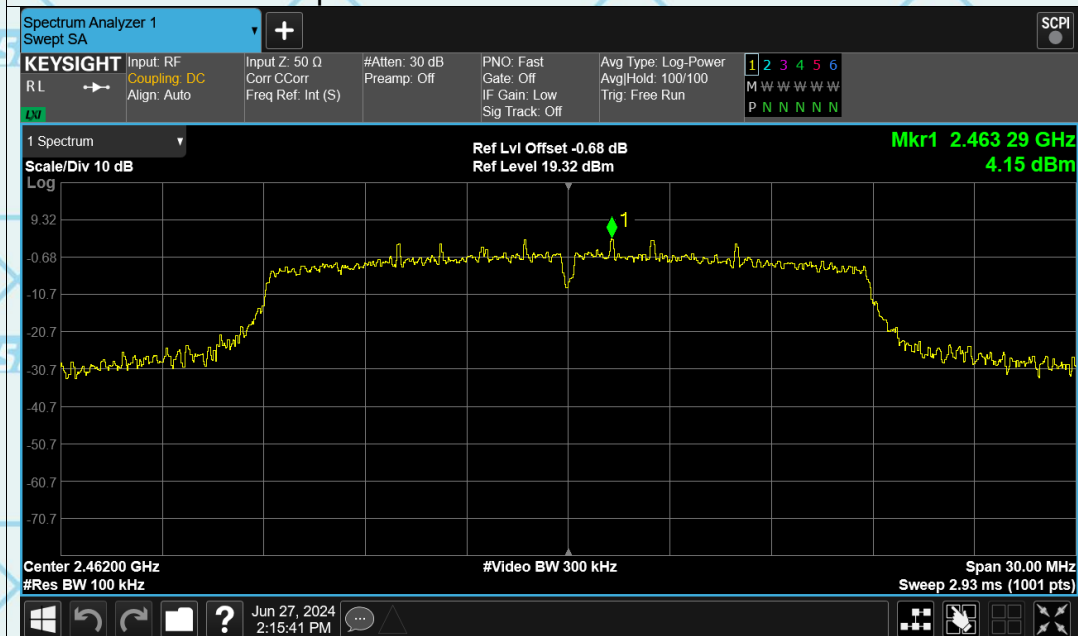 Spectrum Analyzer 1
Swept SA
+
SCPI
KEYSIGHT
RL
LXI
Input: RF
Coupling: DC
Align: Auto
Input Z: 50 Ω
Corr CCorr
Freq Ref: Int (S)
#Atten: 30 dB
Preamp: Off
PNO: Fast
Gate: Off
IF Gain: Low
Sig Track: Off
Avg Type: Log-Power
Avg|Hold: 100/100
Trig: Free Run
1 2 3 4 5 6
M W W W W W
P N N N N N
1 Spectrum
Scale/Div 10 dB
Log
Ref Lvl Offset -0.68 dB
Ref Level 19.32 dBm
Mkr1 2.463 29 GHz
4.15 dBm
1
9.32
-0.68
-10.7
-20.7
-30.7
-40.7
-50.7
-60.7
-70.7
Center 2.46200 GHz
#Res BW 100 kHz
#Video BW 300 kHz
Span 30.00 MHz
Sweep 2.93 ms (1001 pts)
?
Jun 27, 2024
2:15:41 PM